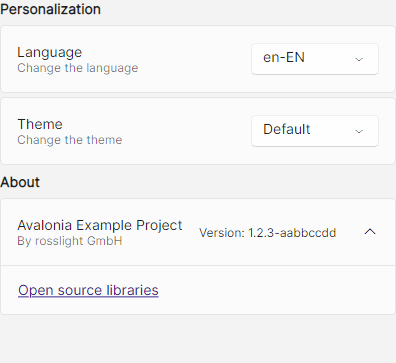 Personalization
Language
Change the language
en-EN
Theme
Change the theme
Default
About
Avalonia Example Project
By rosslight GmbH
Version: 1.2.3-aabbccdd
Open source libraries